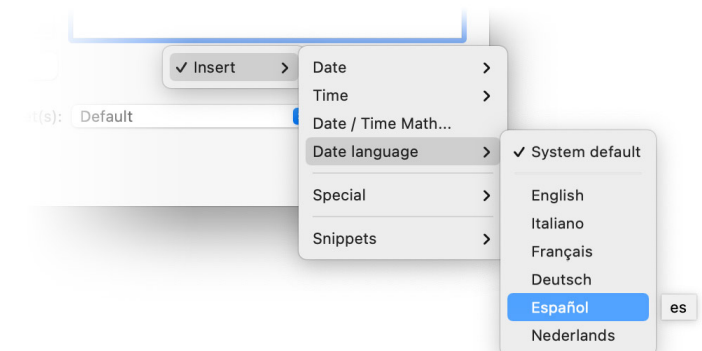 ✓ Insert >
Date >
Time >
t(s): Default
Date / Time Math...
Date language >
✓ System default
Special >
English
Italiano
Snippets >
Français
Deutsch
Español
es
Nederlands